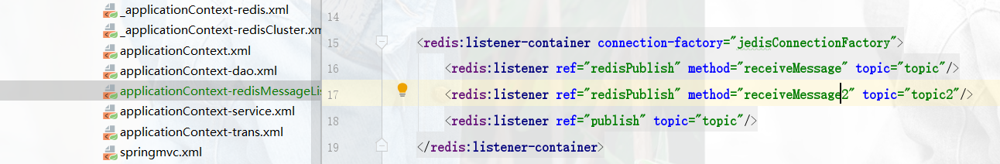 _applicationContext-redis.xml
_applicationContext-redisCluster.xm
applicationContext.xml
applicationContext-dao.xml
applicationContext-redisMessageLi
applicationContext-service.xml
applicationContext-trans.xml
springmvc.xml
14
15 <redis:listener-container connection-factory="jedisConnectionFactory">
16 <redis:listener ref="redisPublish" method="receiveMessage" topic="topic"/>
17 <redis:listener ref="redisPublish" method="receiveMessage2" topic="topic2"/>
18 <redis:listener ref="publish" topic="topic"/>
19 </redis:listener-container>